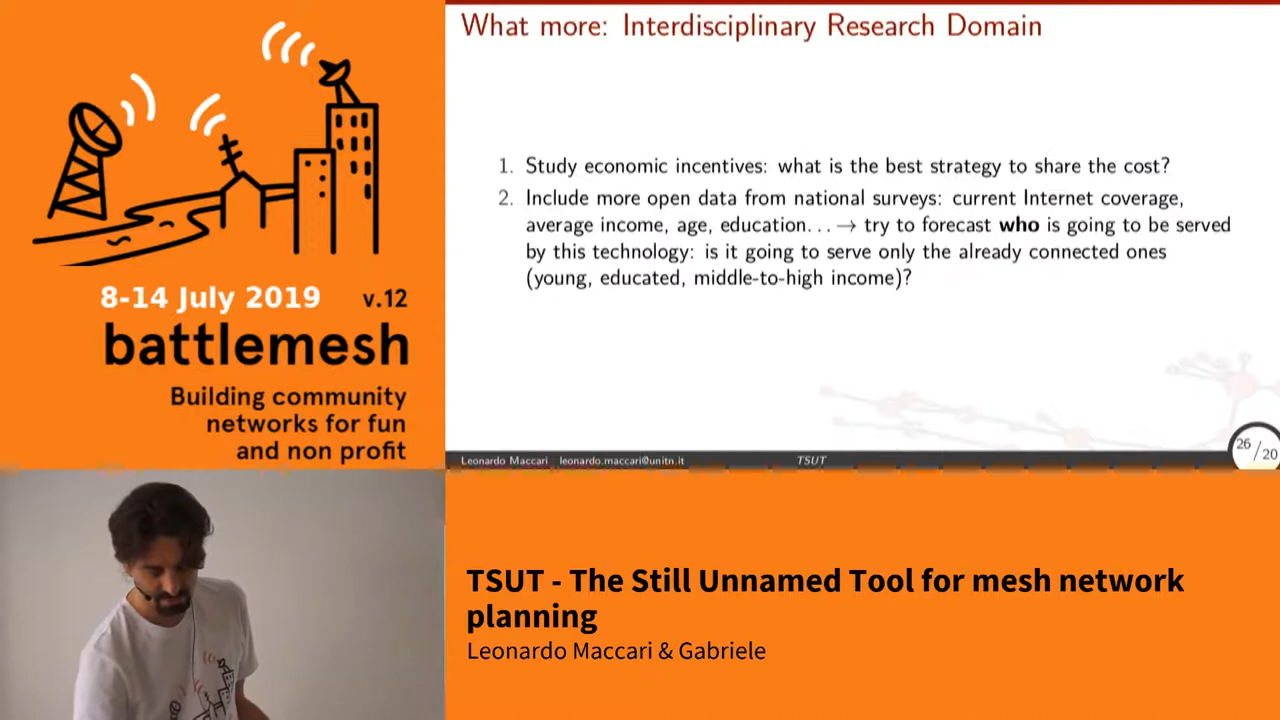 8-14 July 2019 v.12
battlemesh
Building community
networks for fun
and non profit
What more: Interdisciplinary Research Domain
1. Study economic incentives: what is the best strategy to share the cost?
2. Include more open data from national surveys: current Internet coverage,
average income, age, education... → try to forecast who is going to be served
by this technology: is it going to serve only the already connected ones
(young, educated, middle-to-high income)?
Leonardo Maccari leonardo.maccari@unitn.it TSUT 26/20
TSUT - The Still Unnamed Tool for mesh network
planning
Leonardo Maccari & Gabriele